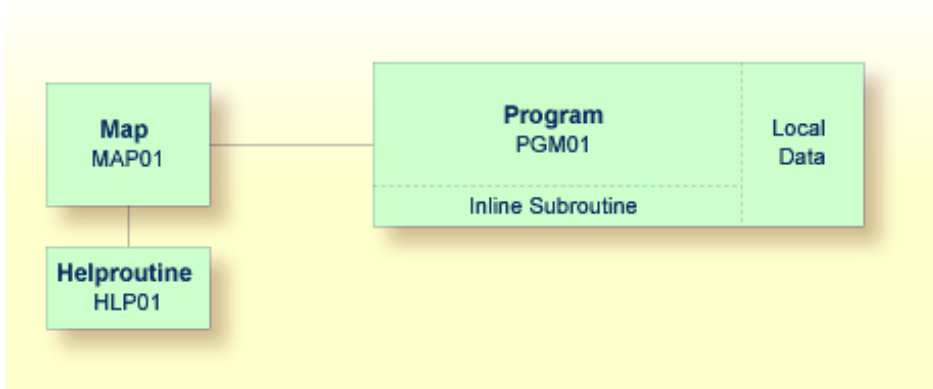 Map
MAP01
Program
PGM01
Local
Data
Inline Subroutine
Helproutine
HLP01